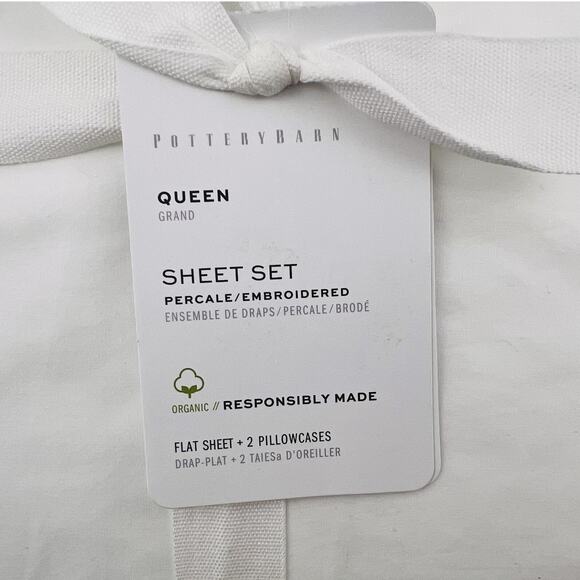 POTTERYBARN
QUEEN
GRAND
SHEET SET
PERCALE/EMBROIDERED
ENSEMBLE DE DRAPS/PERCALE/BRODÉ
ORGANIC // RESPONSIBLY MADE
FLAT SHEET + 2 PILLOWCASES
DRAP-PLAT + 2 TAIESa D'OREILLER